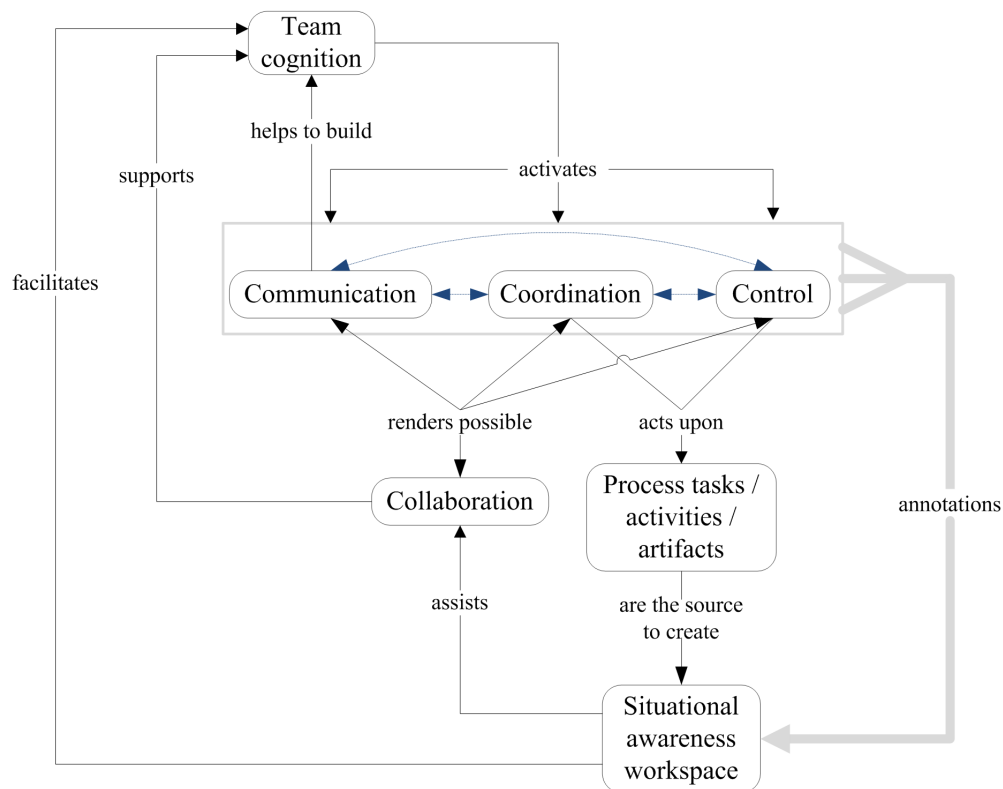 Team
cognition
helps to build
supports
activates
facilitates
Communication
Coordination
Control
renders possible
acts upon
Collaboration
Process tasks /
activities /
artifacts
annotations
assists
are the source
to create
Situational
awareness
workspace